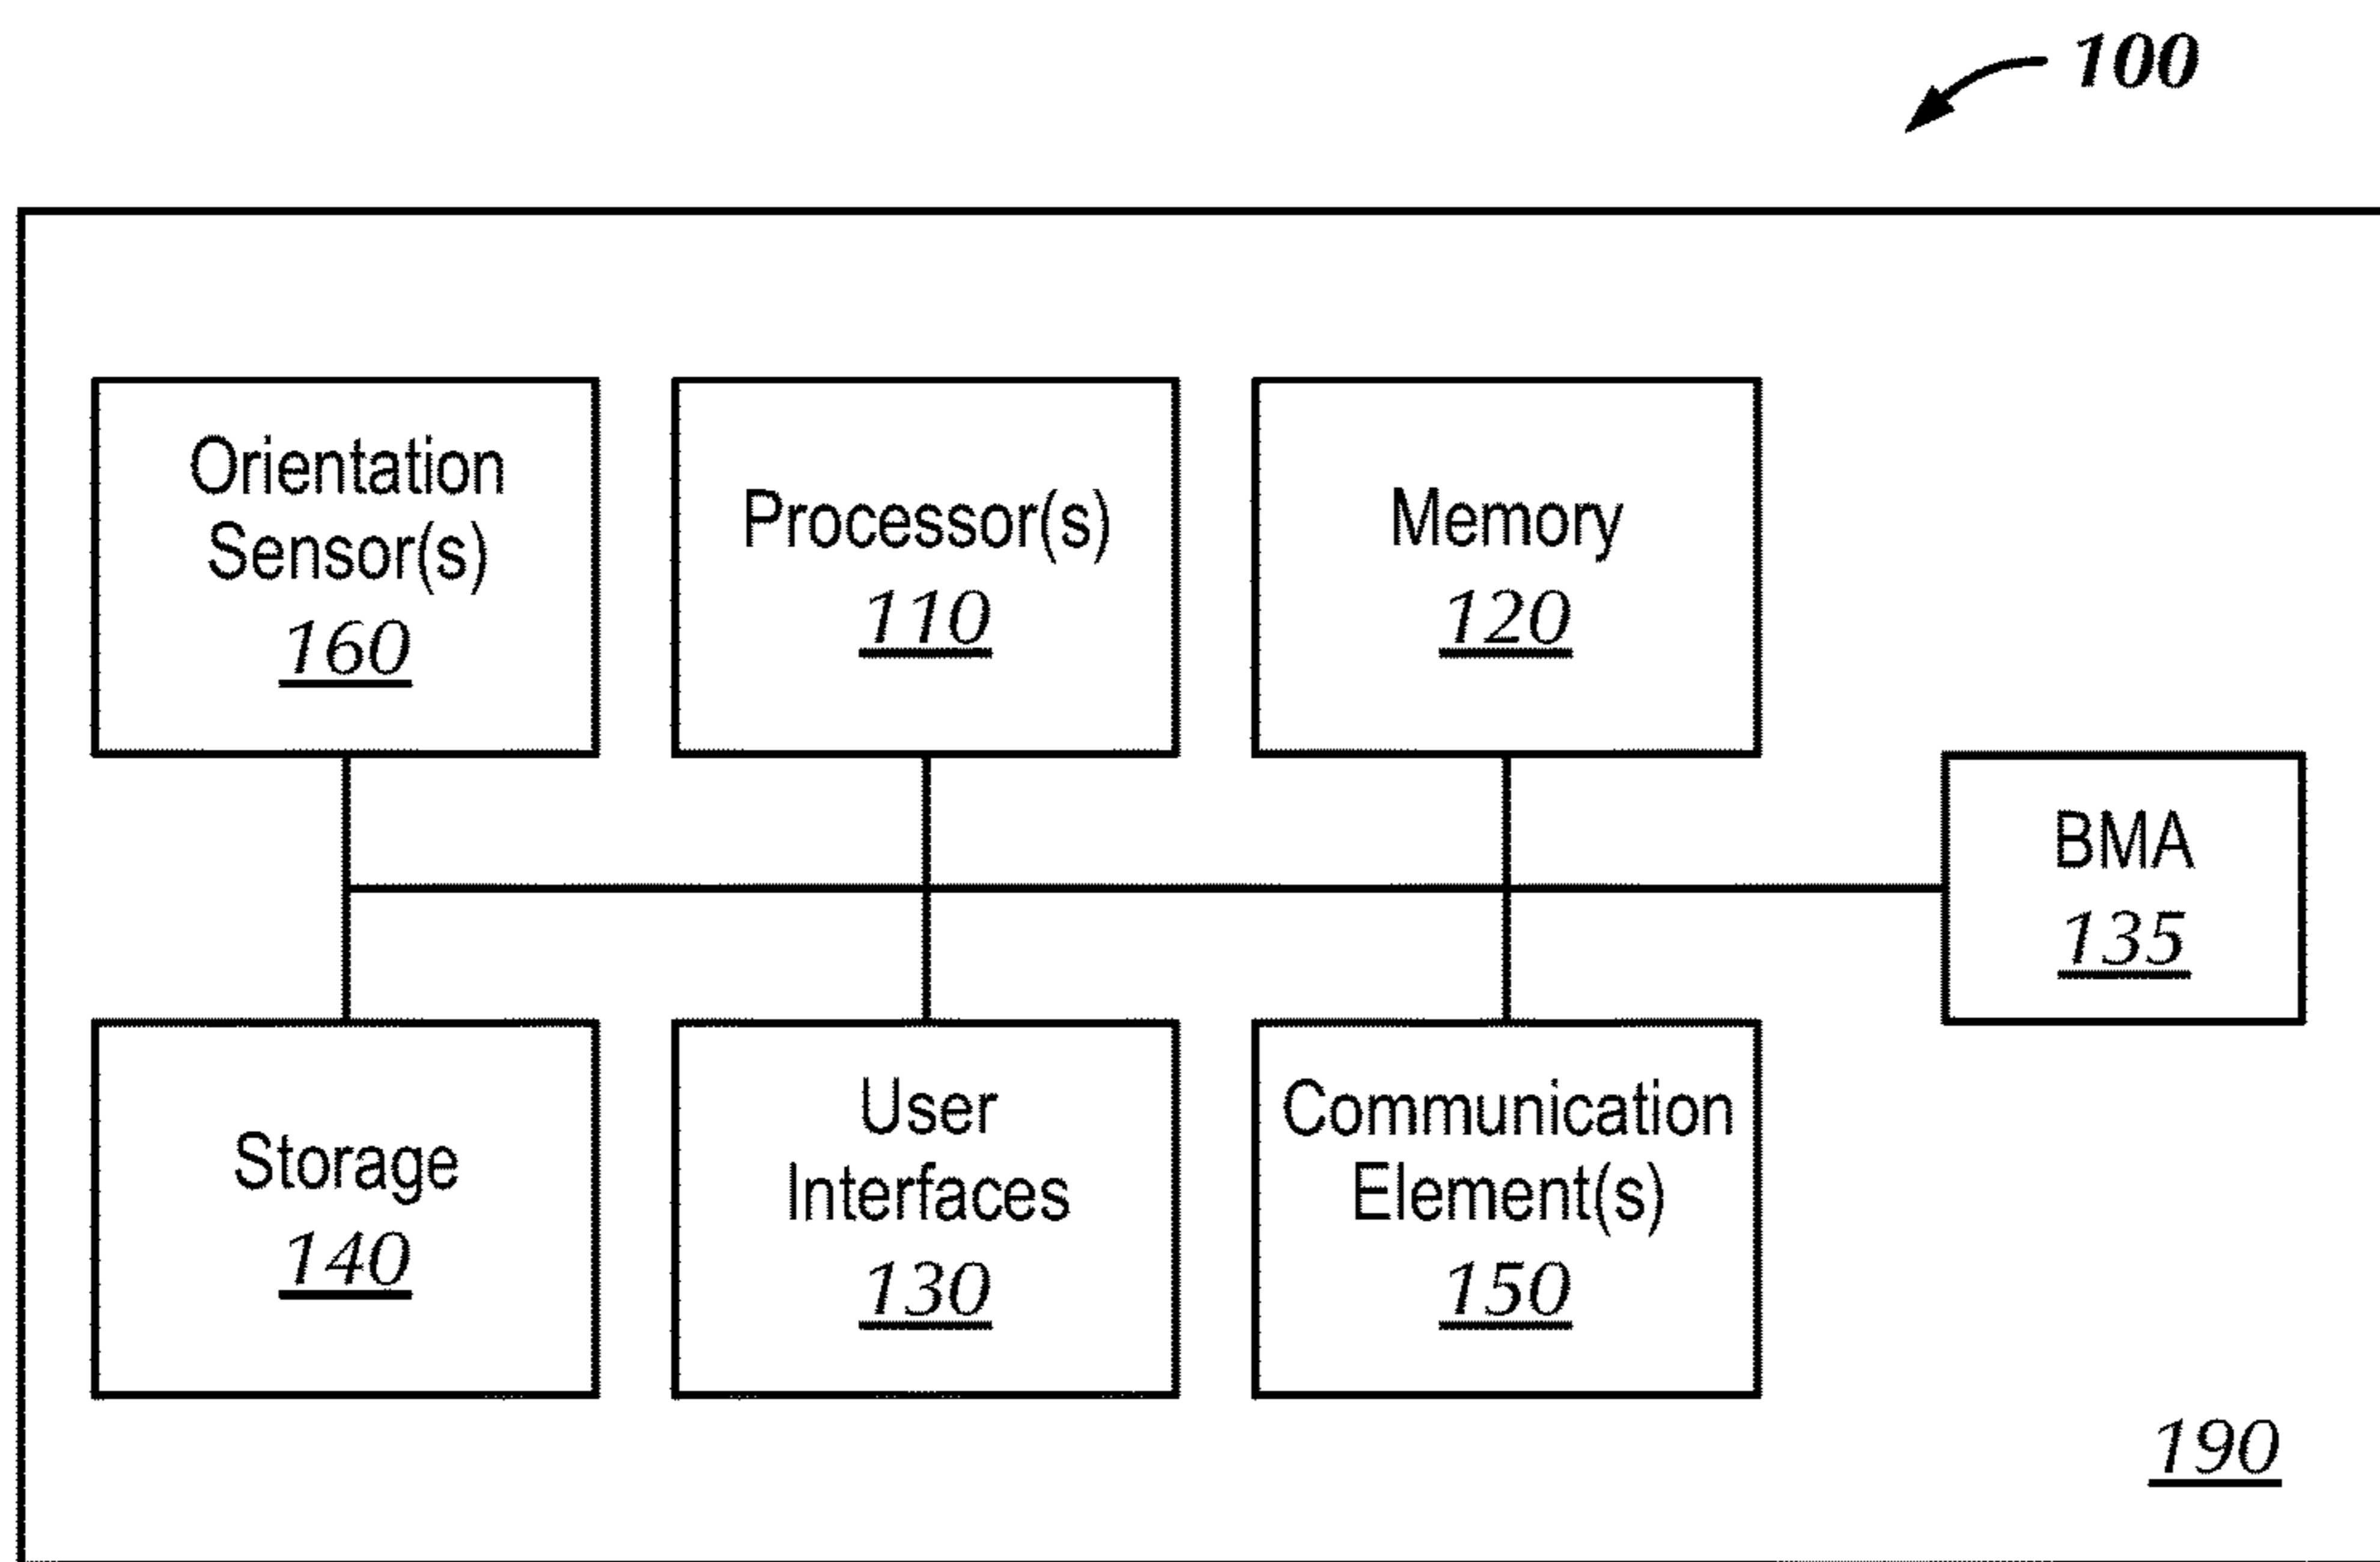 100
Orientation
Sensor(s)
160
Processor(s)
110
Memory
120
BMA
135
Storage
140
User
Interfaces
130
Communication
Element(s)
150
190